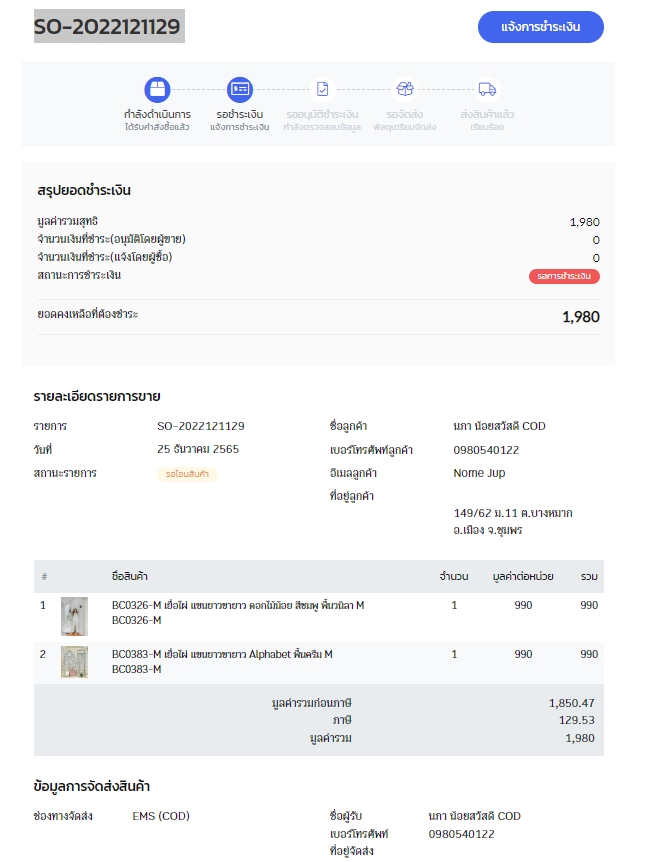 SO-2022121129
แจ้งการชำระเงิน
กำลังดำเนินการ
ได้รับคำสั่งซื้อแล้ว
รอชำระเงิน
แจ้งการชำระเงิน
รออนุมัติชำระเงิน
กำลังตรวจสอบข้อมูล
รอจัดส่ง
พัสดุเตรียมจัดส่ง
ส่งสินค้าแล้ว
เรียบร้อย
สรุปยอดชำระเงิน
มูลค่ารวมสุทธิ 1,980
จำนวนเงินที่ชำระ(อนุมัติโดยผู้ขาย) 0
จำนวนเงินที่ชำระ(แจ้งโดยผู้ซื้อ) 0
สถานะการชำระเงิน รอการชำระเงิน
ยอดคงเหลือที่ต้องชำระ 1,980
รายละเอียดรายการขาย
รายการ SO-2022121129 ชื่อลูกค้า นภา น้อยสวัสดี COD
วันที่ 25 ธันวาคม 2565 เบอร์โทรศัพท์ลูกค้า 0980540122
สถานะรายการ รอโอนสินค้า อีเมลลูกค้า Nome Jup
ที่อยู่ลูกค้า
149/62 ม.11 ต.บางหมาก
อ.เมือง จ.ชุมพร
# ชื่อสินค้า จำนวน มูลค่าต่อหน่วย รวม
1 BC0326-M เยื่อไผ่ แขนยาวขายาว ดอกไม้น้อย สีชมพู พื้นวนิลา M 1 990 990
BC0326-M
2 BC0383-M เยื่อไผ่ แขนยาวขายาว Alphabet พื้นครีม M 1 990 990
BC0383-M
มูลค่ารวมก่อนภาษี 1,850.47
ภาษี 129.53
มูลค่ารวม 1,980
ข้อมูลการจัดส่งสินค้า
ช่องทางจัดส่ง EMS (COD) ชื่อผู้รับ นภา น้อยสวัสดี COD
เบอร์โทรศัพท์ 0980540122
ที่อยู่จัดส่ง